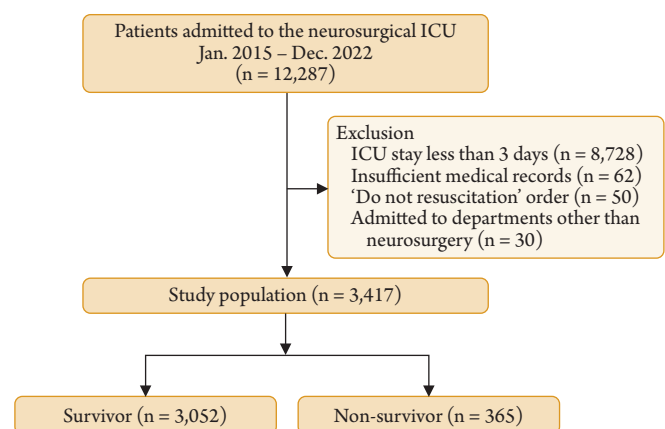 Patients admitted to the neurosurgical ICU
Jan. 2015 – Dec. 2022
(n = 12,287)
Exclusion
ICU stay less than 3 days (n = 8,728)
Insufficient medical records (n = 62)
‘Do not resuscitation’ order (n = 50)
Admitted to departments other than
neurosurgery (n = 30)
Study population (n = 3,417)
Survivor (n = 3,052)
Non-survivor (n = 365)